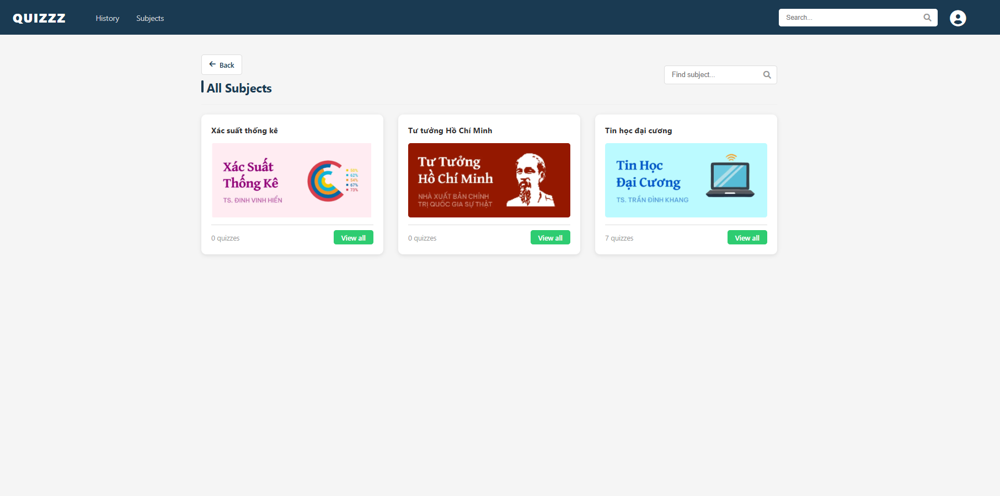 QUIZZZ
History
Subjects
Search...
Back
Find subject...
All Subjects
Xác suất thống kê
Xác Suất
Thống Kê
TS. ĐINH VINH HIỂN
50%
62%
54%
67%
73%
0 quizzes
View all
Tư tưởng Hồ Chí Minh
Tư Tưởng
Hồ Chí Minh
NHÀ XUẤT BẢN CHÍNH
TRỊ QUỐC GIA SỰ THẬT
0 quizzes
View all
Tin học đại cương
Tin Học
Đại Cương
TS. TRẦN ĐÌNH KHANG
7 quizzes
View all